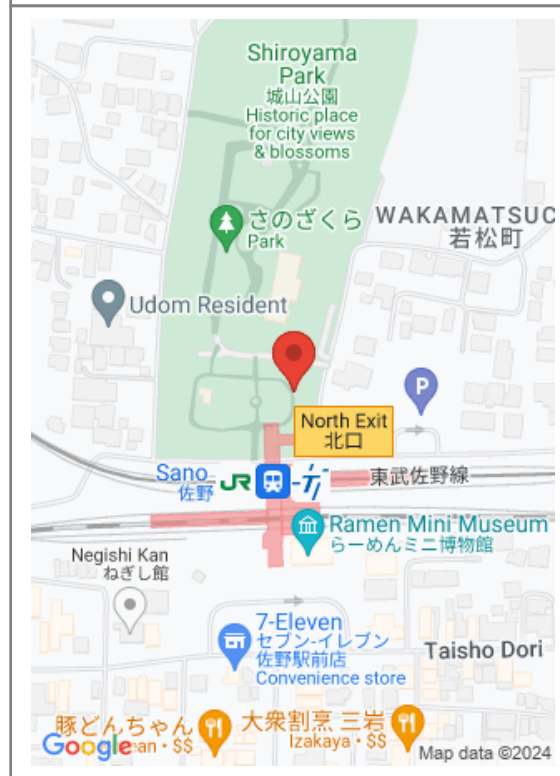 Shiroyama
Park
城山公園
Historic place
for city views
& blossoms
さのざくら
Park
WAKAMATSUC
若松町
Udom Resident
P
North Exit
北口
Sano
佐野
JR
東武佐野線
Ramen Mini Museum
らーめんミニ博物館
Negishi Kan
ねぎし館
7-Eleven
セブン-イレブン
佐野駅前店
Convenience store
Taisho Dori
豚どんちゃん
ean・$$
大衆割烹 三岩
Izakaya・$$
Google
Map data ©2024